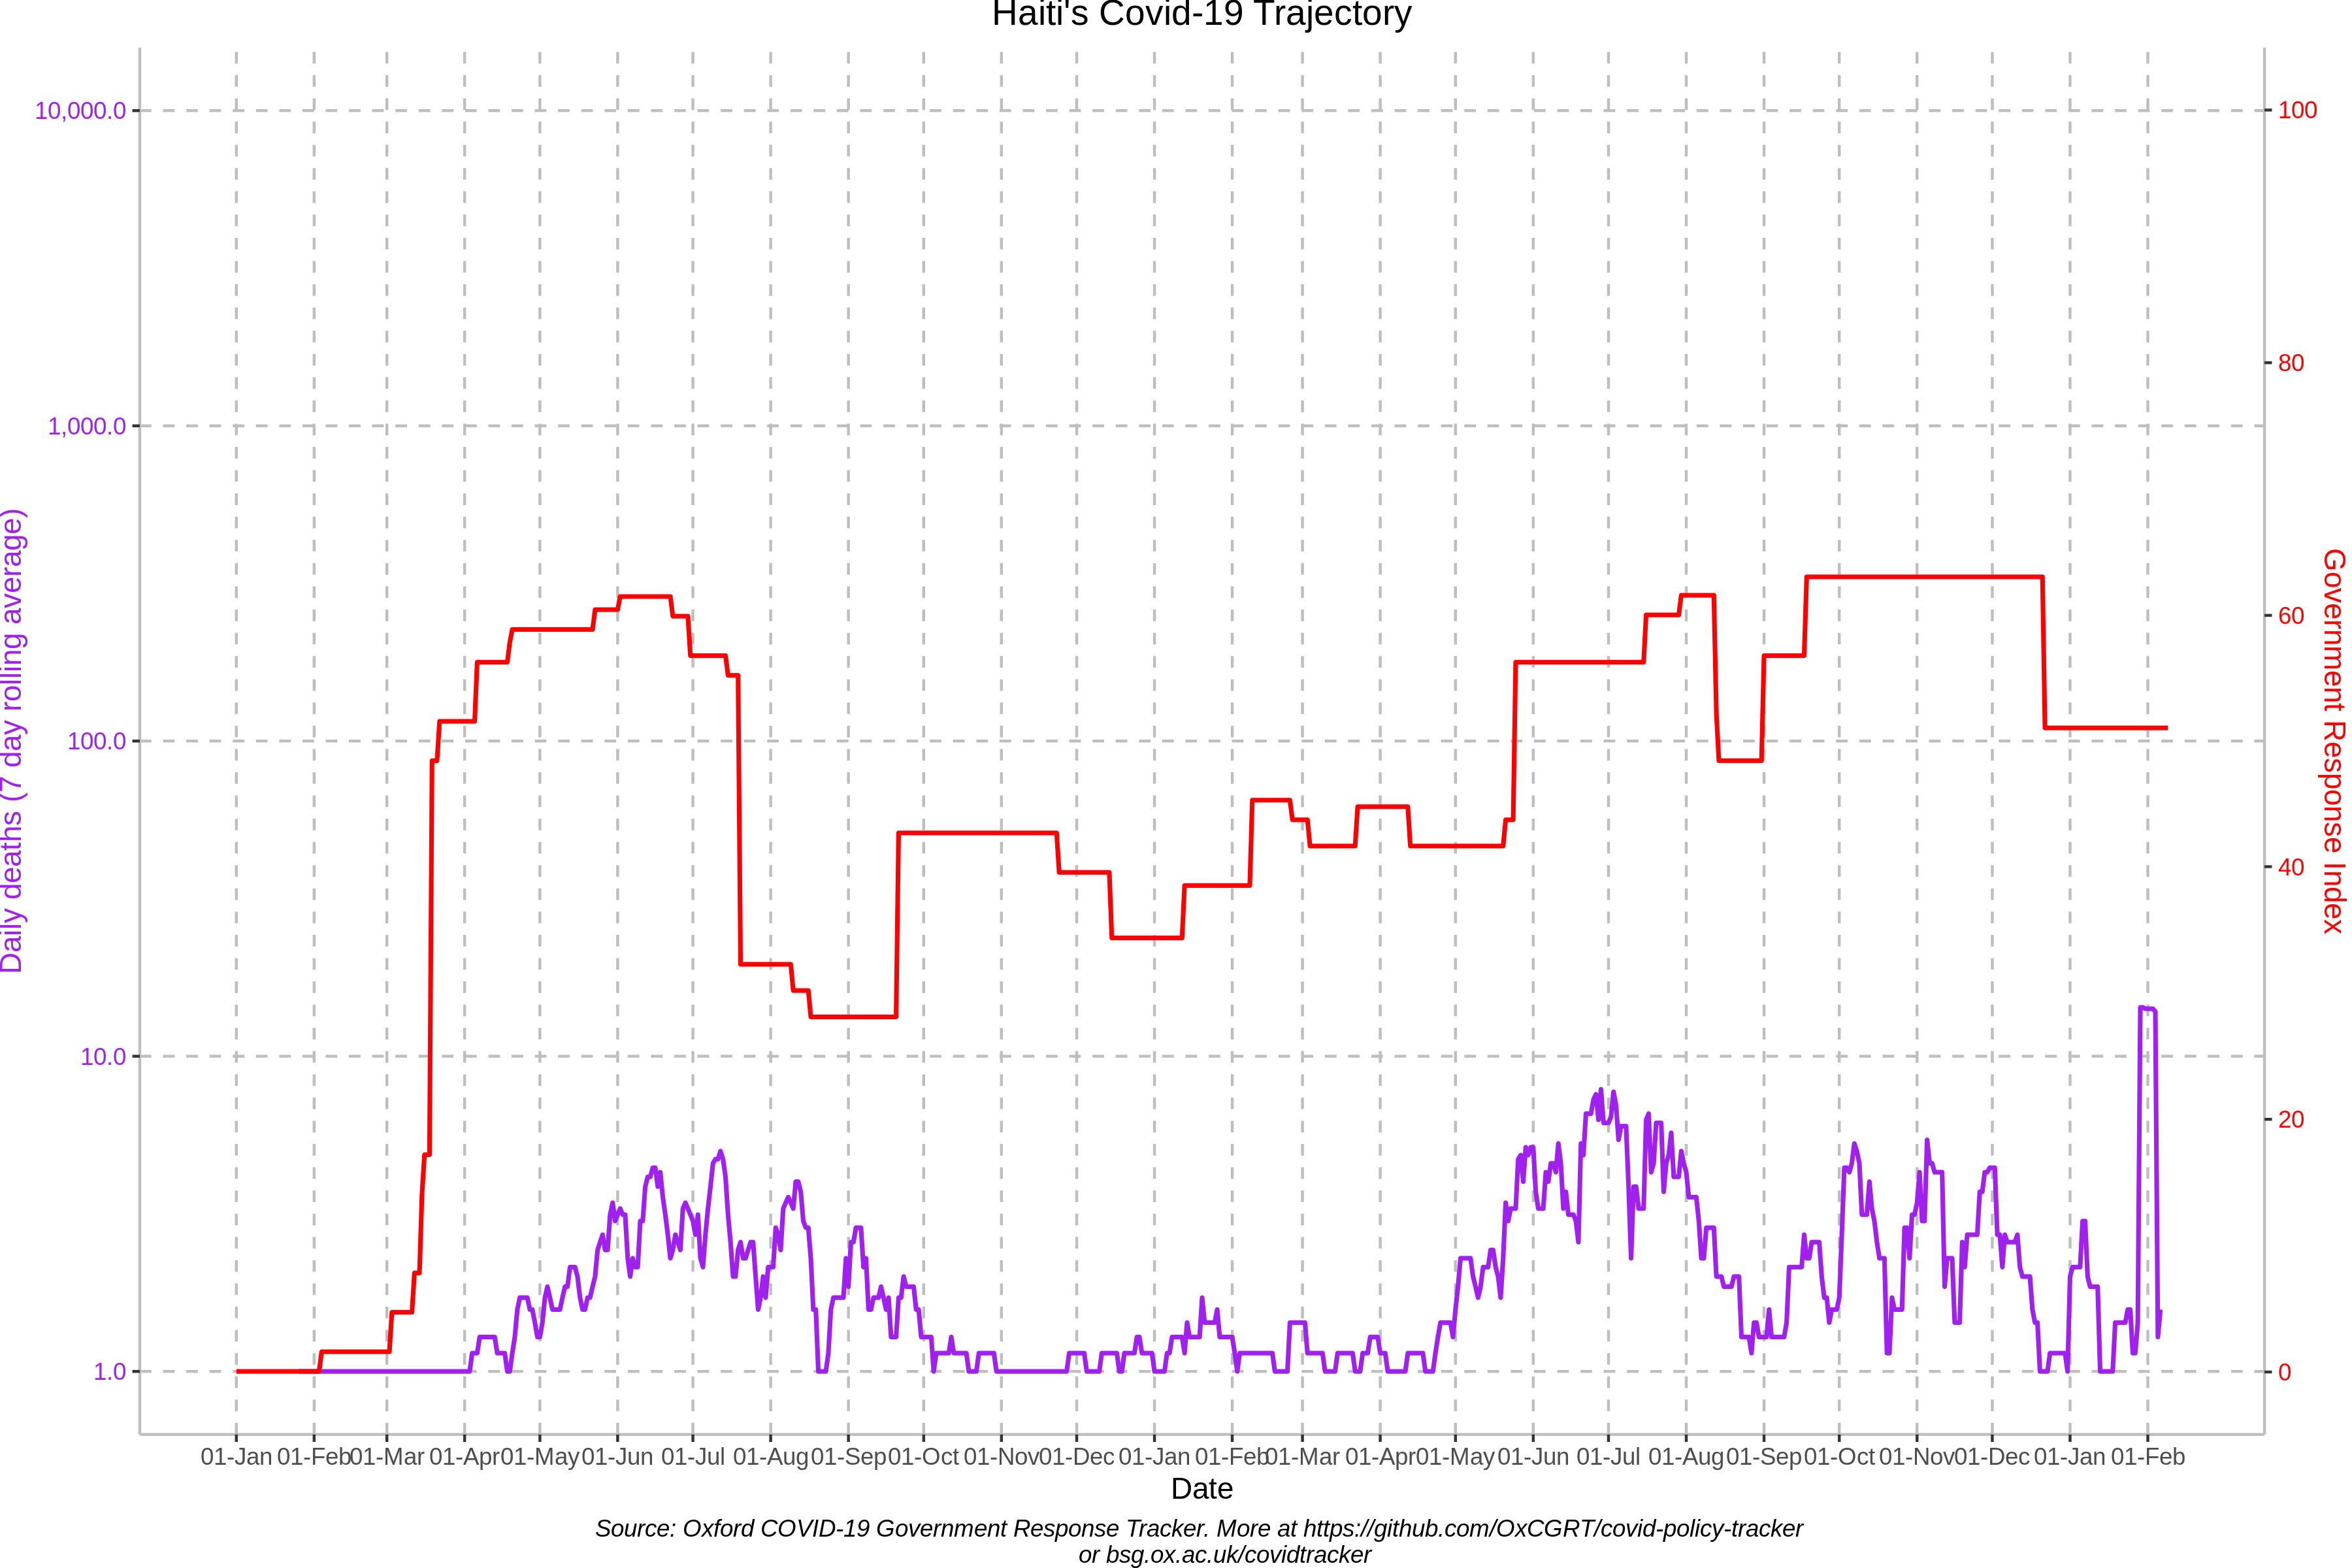 Haiti's Covid-19 Trajectory
10,000.0
1,000.0
100.0
10.0
1.0
Daily deaths (7 day rolling average)
100
80
60
40
20
0
Government Response Index
01-Jan 01-Feb 01-Mar 01-Apr 01-May 01-Jun 01-Jul 01-Aug 01-Sep 01-Oct 01-Nov 01-Dec 01-Jan 01-Feb 01-Mar 01-Apr 01-May 01-Jun 01-Jul 01-Aug 01-Sep 01-Oct 01-Nov 01-Dec 01-Jan 01-Feb
Date
Source: Oxford COVID-19 Government Response Tracker. More at https://github.com/OxCGRT/covid-policy-tracker
or bsg.ox.ac.uk/covidtracker